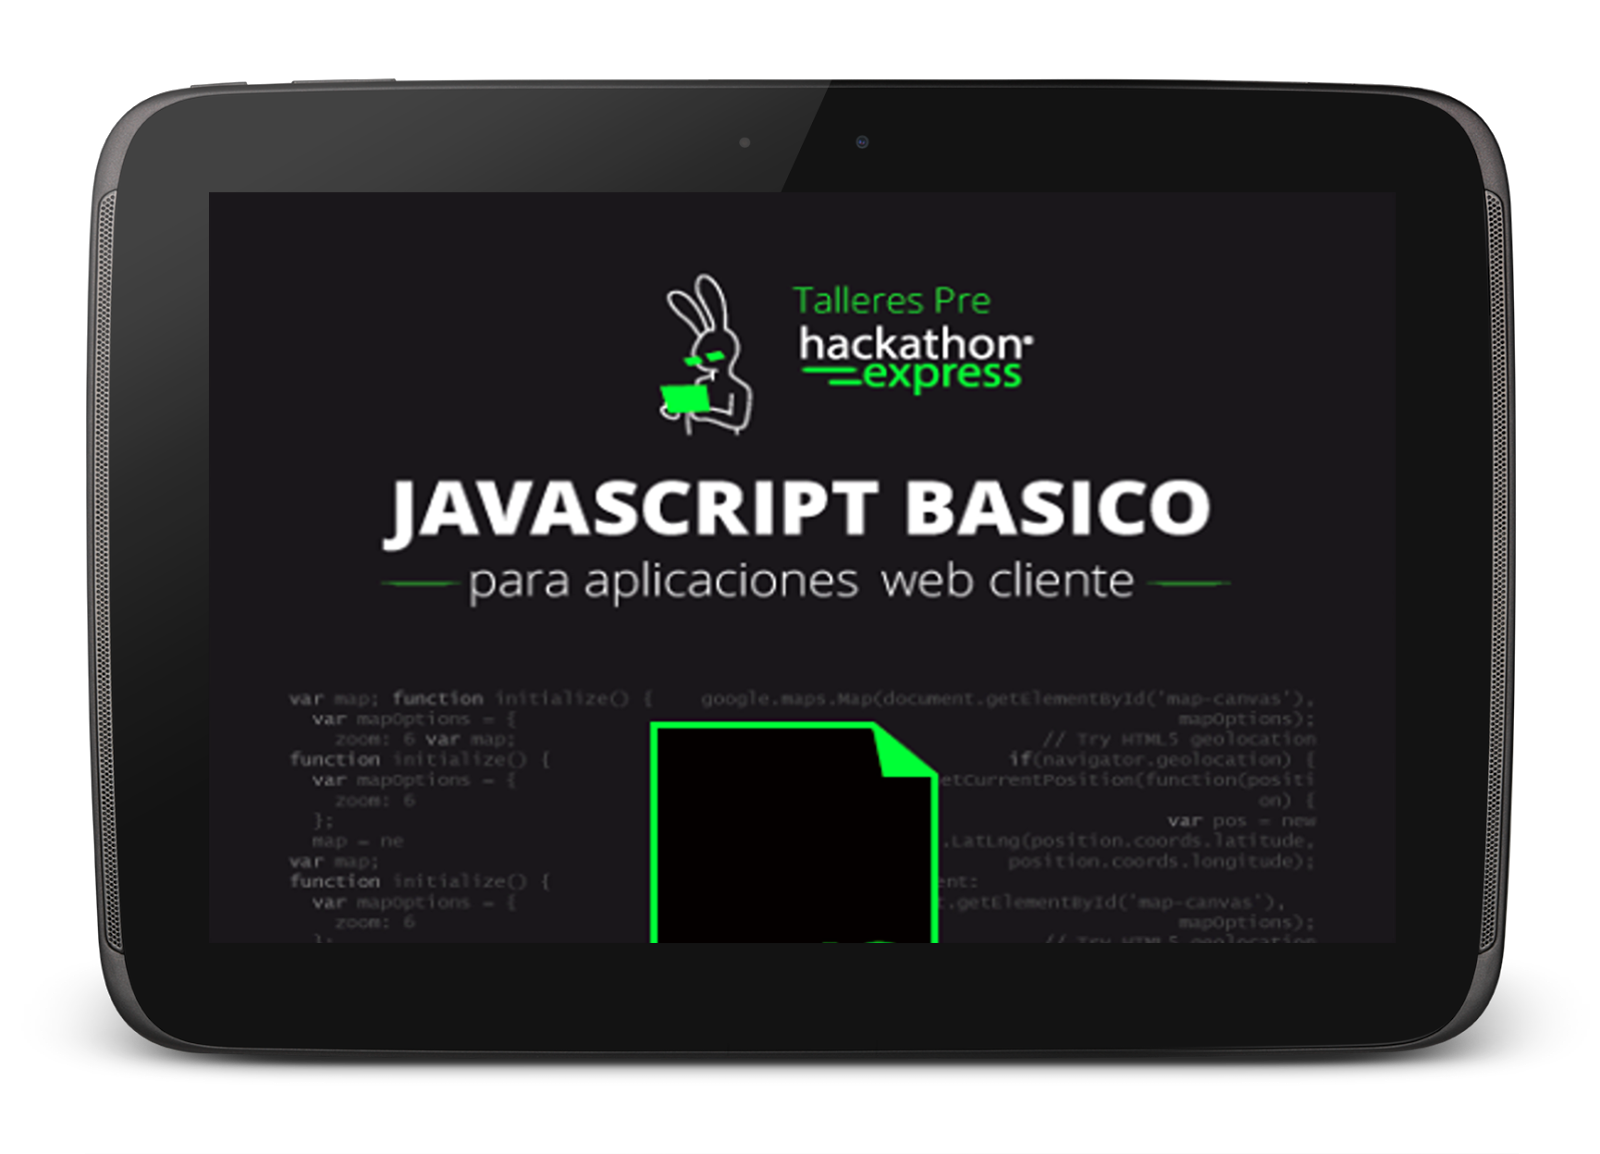 Talleres Pre
hackathon
express
JAVASCRIPT BASICO
para aplicaciones web cliente
var map; function initialize() {
var mapOptions = {
zoom: 6 var map;
function initialize() {
var mapOptions = {
zoom: 6
};
map = ne
var map;
function initialize() {
var mapOptions = {
zoom: 6
};
google.maps.Map(document.getElementById('map-canvas'),
mapOptions);
// Try HTML5 geolocation
if(navigator.geolocation) {
etCurrentPosition(function(positi
on) {
var pos = new
.LatLng(position.coords.latitude,
position.coords.longitude);
ent:
t.getElementById('map-canvas'),
mapOptions);
// Try HTML5 geolocation